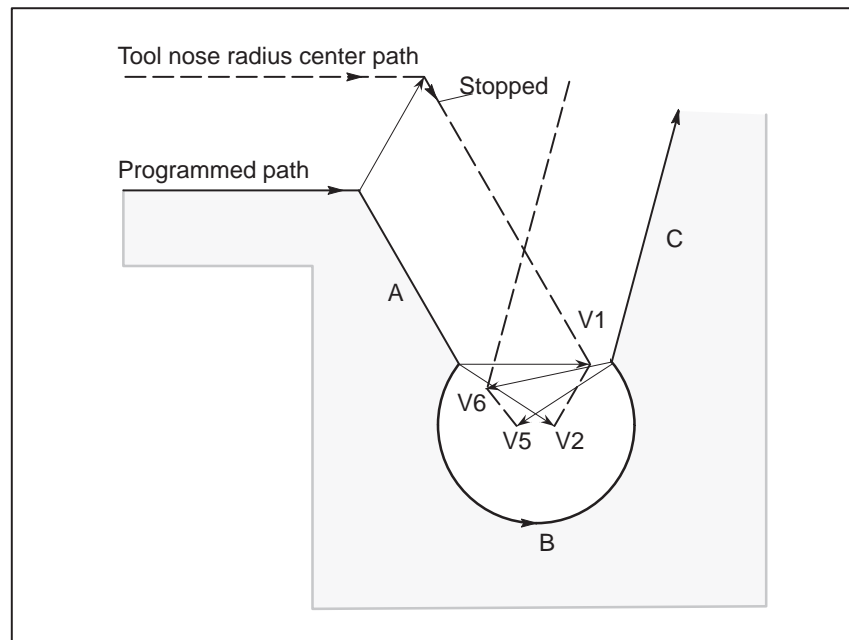 Tool nose radius center path
Stopped
Programmed path
C
A
V1
V6
V5
V2
B